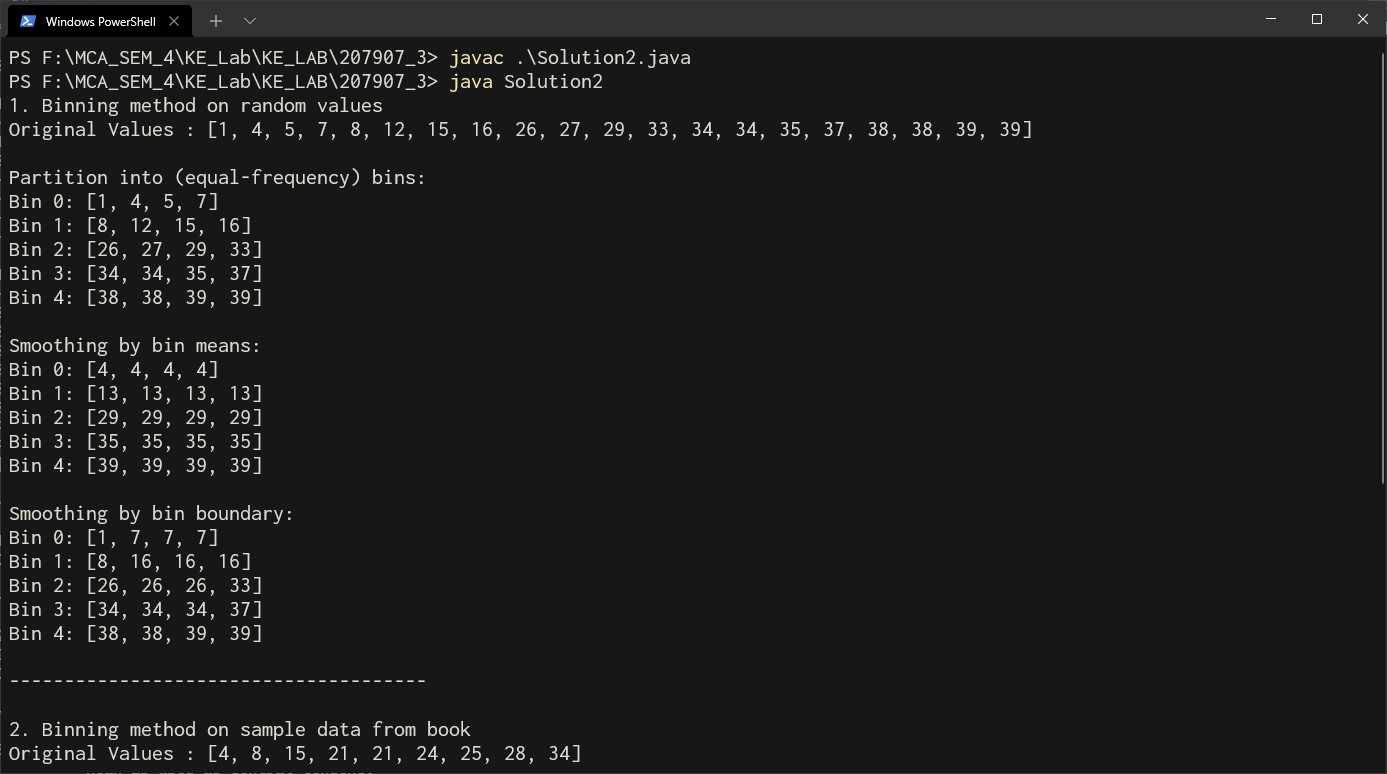 Windows PowerShell
PS F:\MCA_SEM_4\KE_Lab\KE_LAB\207907_3> javac .\Solution2.java
PS F:\MCA_SEM_4\KE_Lab\KE_LAB\207907_3> java Solution2
1. Binning method on random values
Original Values : [1, 4, 5, 7, 8, 12, 15, 16, 26, 27, 29, 33, 34, 34, 35, 37, 38, 38, 39, 39]
Partition into (equal-frequency) bins:
Bin 0: [1, 4, 5, 7]
Bin 1: [8, 12, 15, 16]
Bin 2: [26, 27, 29, 33]
Bin 3: [34, 34, 35, 37]
Bin 4: [38, 38, 39, 39]
Smoothing by bin means:
Bin 0: [4, 4, 4, 4]
Bin 1: [13, 13, 13, 13]
Bin 2: [29, 29, 29, 29]
Bin 3: [35, 35, 35, 35]
Bin 4: [39, 39, 39, 39]
Smoothing by bin boundary:
Bin 0: [1, 7, 7, 7]
Bin 1: [8, 16, 16, 16]
Bin 2: [26, 26, 26, 33]
Bin 3: [34, 34, 34, 37]
Bin 4: [38, 38, 39, 39]
--------------------------------------
2. Binning method on sample data from book
Original Values : [4, 8, 15, 21, 21, 24, 25, 28, 34]